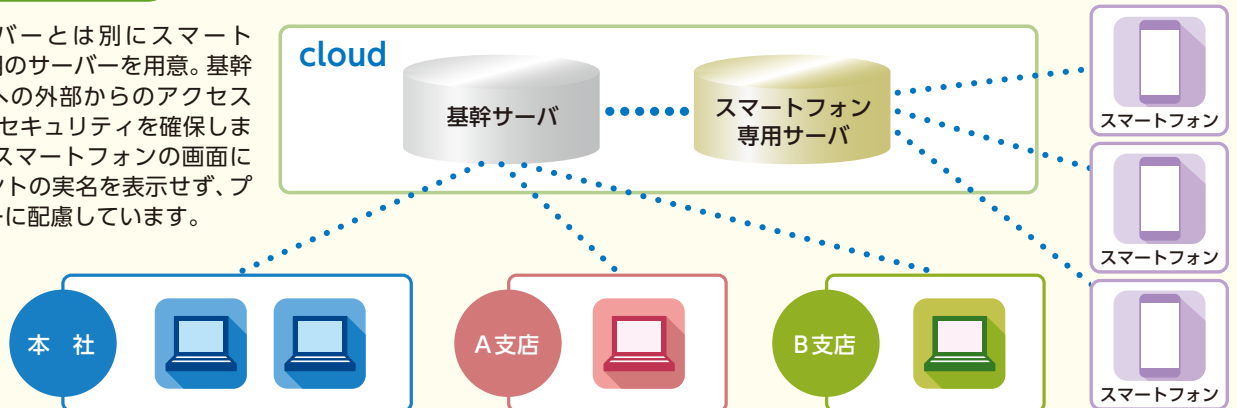 バーとは別にスマート
のサーバーを用意。基幹
への外部からのアクセス
セキュリティを確保しま
スマートフォンの画面に
ントの実名を表示せず、プ
ーに配慮しています。
cloud
基幹サーバ
スマートフォン
専用サーバ
スマートフォン
スマートフォン
スマートフォン
本 社
A支店
B支店